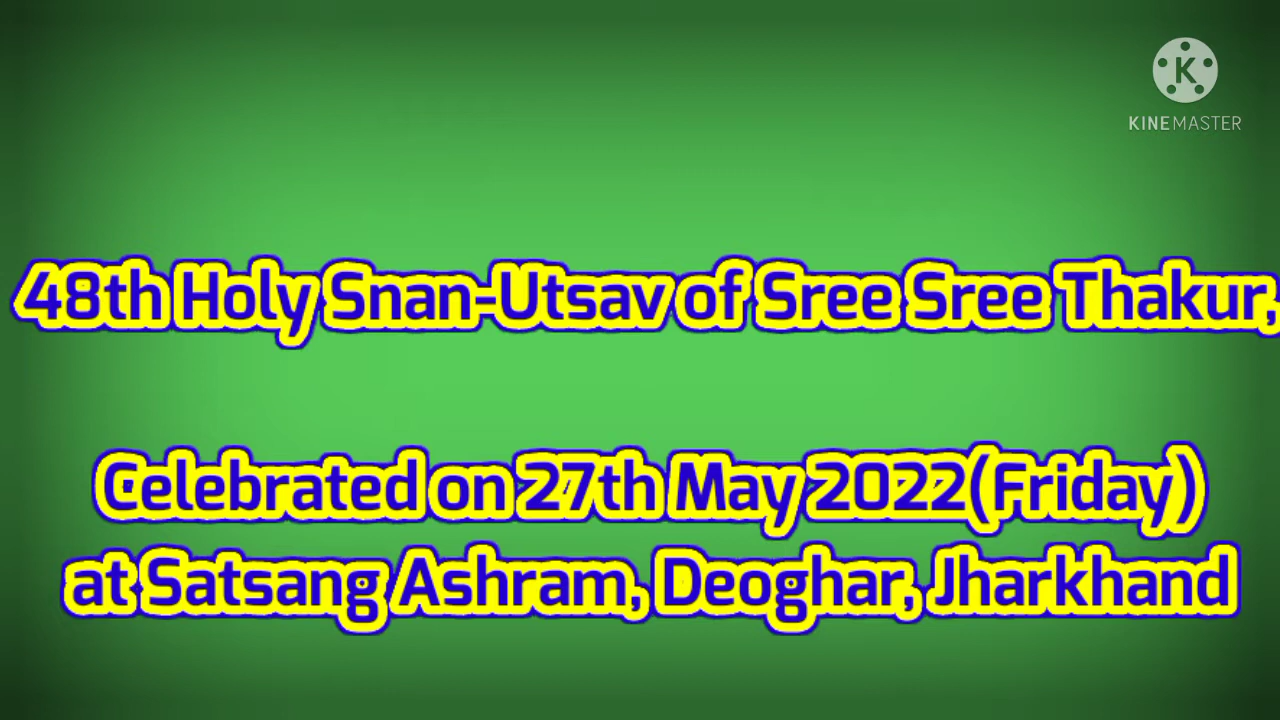 KINEMASTER
48th Holy Snan-Utsav of Sree Sree Thakur,
Celebrated on 27th May 2022(Friday)
at Satsang Ashram, Deoghar, Jharkhand